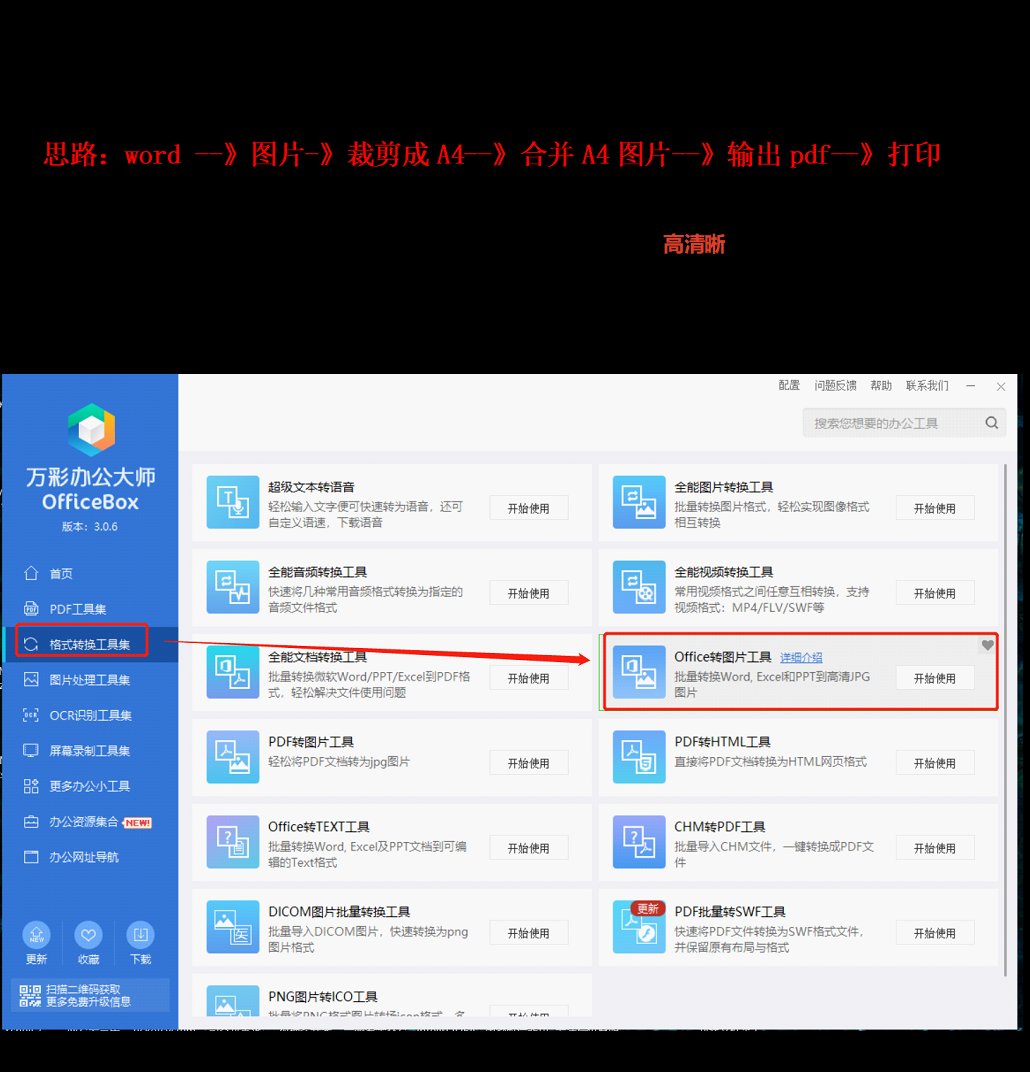 思路：word --》图片-》裁剪成A4--》合并A4图片--》输出pdf--》打印
高清晰
配置 问题反馈 帮助 联系我们
搜索您想要的办公工具
万彩办公大师
OfficeBox
版本：3.0.6
首页
PDF工具集
格式转换工具集
图片处理工具集
OCR识别工具集
屏幕录制工具集
更多办公小工具
办公资源集合 NEW!
办公网址导航
NEW
更新 收藏 下载
扫描二维码获取
更多免费升级信息
超级文本转语音
轻松输入文字便可快速转为语音，还可
自定义语速，下载语音
开始使用
全能图片转换工具
批量转换图片格式，轻松实现图像格式
相互转换
开始使用
全能音频转换工具
快速将几种常用音频格式转换为指定的
音频文件格式
开始使用
全能视频转换工具
常用视频格式之间任意互相转换，支持
视频格式：MP4/FLV/SWF等
开始使用
全能文档转换工具
批量转换微软Word/PPT/Excel到PDF格
式，轻松解决文件使用问题
开始使用
Office转图片工具 详细介绍
批量转换Word, Excel和PPT到高清JPG
图片
开始使用
PDF转图片工具
轻松将PDF文档转为jpg图片
开始使用
PDF转HTML工具
直接将PDF文档转换为HTML网页格式
开始使用
Office转TEXT工具
批量转换Word, Excel及PPT文档到可编
辑的Text格式
开始使用
CHM转PDF工具
批量导入CHM文件，一键转换成PDF文
件
开始使用
DICOM图片批量转换工具
批量导入DICOM图片，快速转换为png
图片格式
开始使用
更新
PDF批量转SWF工具
快速将PDF文件转换为SWF格式文件，
并保留原有布局与格式
开始使用
PNG图片转ICO工具
批量将PNG格式图片转场icon格式，多
开始使用